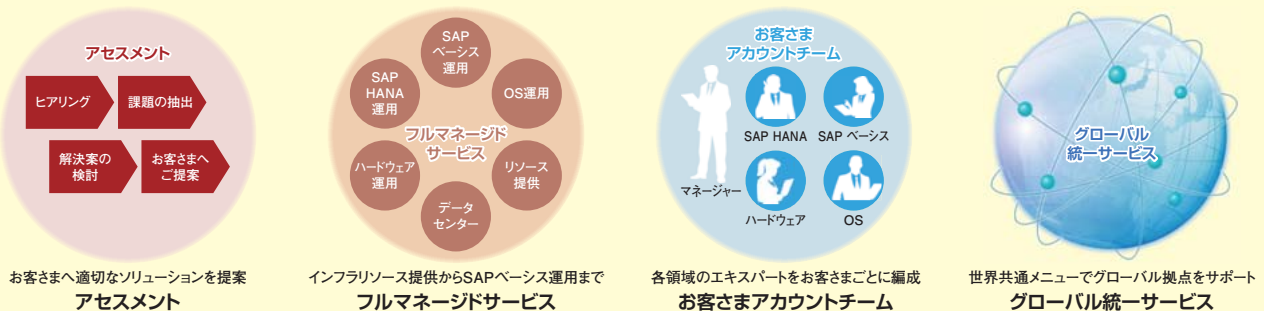 アセスメント
ヒアリング
課題の抽出
解決案の
検討
お客さまへ
ご提案
お客さまへ適切なソリューションを提案
アセスメント
SAP
ベーシス
運用
SAP
HANA
運用
OS運用
フルマネージド
サービス
ハードウェア
運用
リソース
提供
データ
センター
インフラリソース提供からSAPベーシス運用まで
フルマネージドサービス
お客さま
アカウントチーム
SAP HANA
SAP ベーシス
マネージャー
ハードウェア
OS
各領域のエキスパートをお客さまごとに編成
お客さまアカウントチーム
グローバル
統一サービス
世界共通メニューでグローバル拠点をサポート
グローバル統一サービス